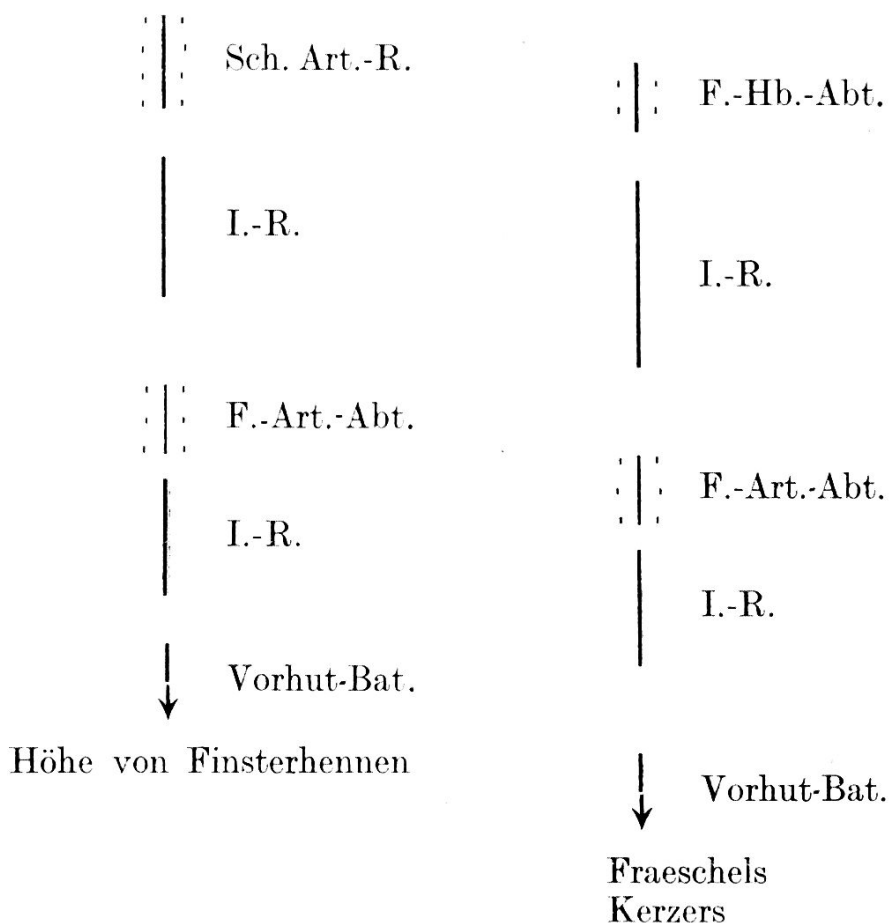 Sch. Art.-R.
I.-R.
F.-Art.-Abt.
I.-R.
Vorhut-Bat.
Höhe von Finsterhennen
F.-Hb.-Abt.
I.-R.
F.-Art.-Abt.
I.-R.
Vorhut-Bat.
Fraeschels
Kerzers